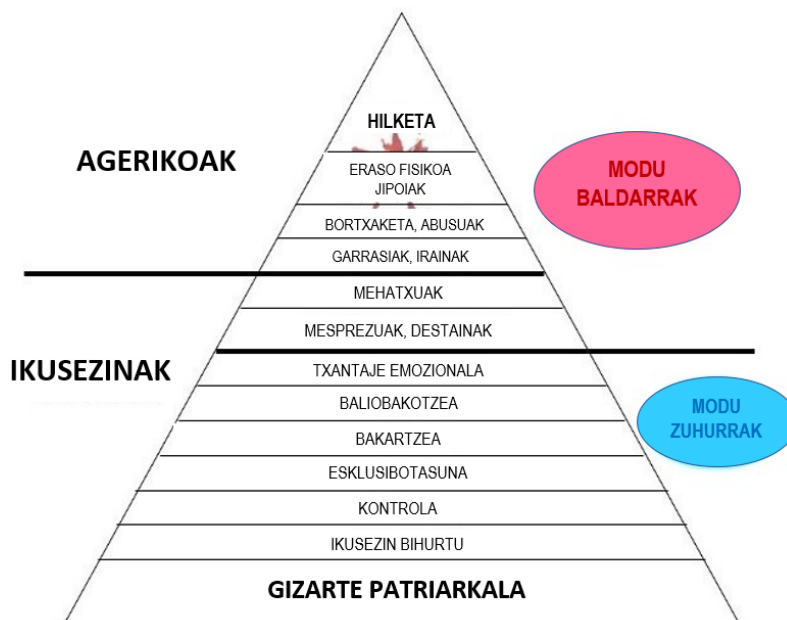 HILKETA
AGERIKOAK
ERASO FISIKOA
JIPOIAK
MODU
BALDARRAK
BORTXAKETA, ABUSUAK
GARRASIAK, IRAINAK
MEHATXUAK
MESPREZUAK, DESTAINAK
IKUSEZINAK
TXANTAJE EMOZIONALA
BALIOBAKOTZEA
MODU
ZUHURRAK
BAKARTZEA
ESKLUSIBOTASUNA
KONTROLA
IKUSEZIN BIHURTU
GIZARTE PATRIARKALA